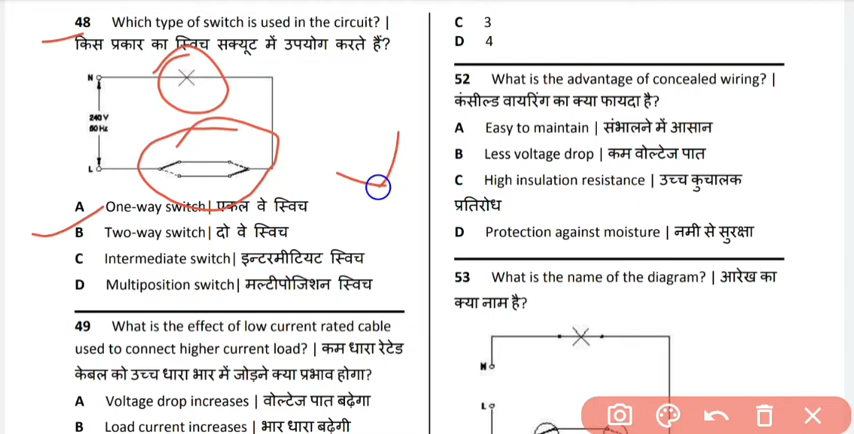 48 Which type of switch is used in the circuit? |
किस प्रकार का स्विच सक्यूट में उपयोग करते हैं?
N
240 V
50 Hz
L
A One-way switch| एकल वे स्विच
B Two-way switch| दो वे स्विच
C Intermediate switch| इन्टरमीटियट स्विच
D Multiposition switch| मल्टीपोजिशन स्विच
49 What is the effect of low current rated cable
used to connect higher current load? | कम धारा रेटेड
केबल को उच्च धारा भार में जोड़ने क्या प्रभाव होगा?
A Voltage drop increases | वोल्टेज पात बढ़ेगा
B Load current increases | भार धारा बढ़ेगी
C 3
D 4
52 What is the advantage of concealed wiring? |
कंसील्ड वायरिंग का क्या फायदा है?
A Easy to maintain | संभालने में आसान
B Less voltage drop | कम वोल्टेज पात
C High insulation resistance | उच्च कुचालक
प्रतिरोध
D Protection against moisture | नमी से सुरक्षा
53 What is the name of the diagram? | आरेख का
क्या नाम है?
N
L